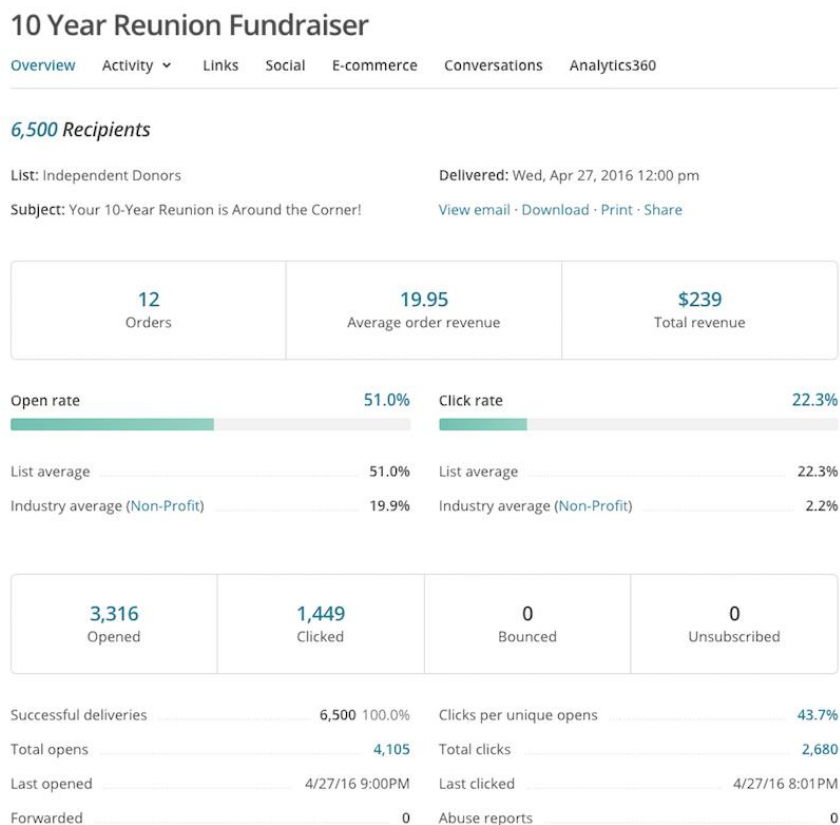 10 Year Reunion Fundraiser
Overview Activity Links Social E-commerce Conversations Analytics360
6,500 Recipients
List: Independent Donors Delivered: Wed, Apr 27, 2016 12:00 pm
Subject: Your 10-Year Reunion is Around the Corner! View email · Download · Print · Share
12 19.95 $239
Orders Average order revenue Total revenue
Open rate 51.0% Click rate 22.3%
List average 51.0% List average 22.3%
Industry average (Non-Profit) 19.9% Industry average (Non-Profit) 2.2%
3,316 1,449 0 0
Opened Clicked Bounced Unsubscribed
Successful deliveries 6,500 100.0% Clicks per unique opens 43.7%
Total opens 4,105 Total clicks 2,680
Last opened 4/27/16 9:00PM Last clicked 4/27/16 8:01PM
Forwarded 0 Abuse reports 0